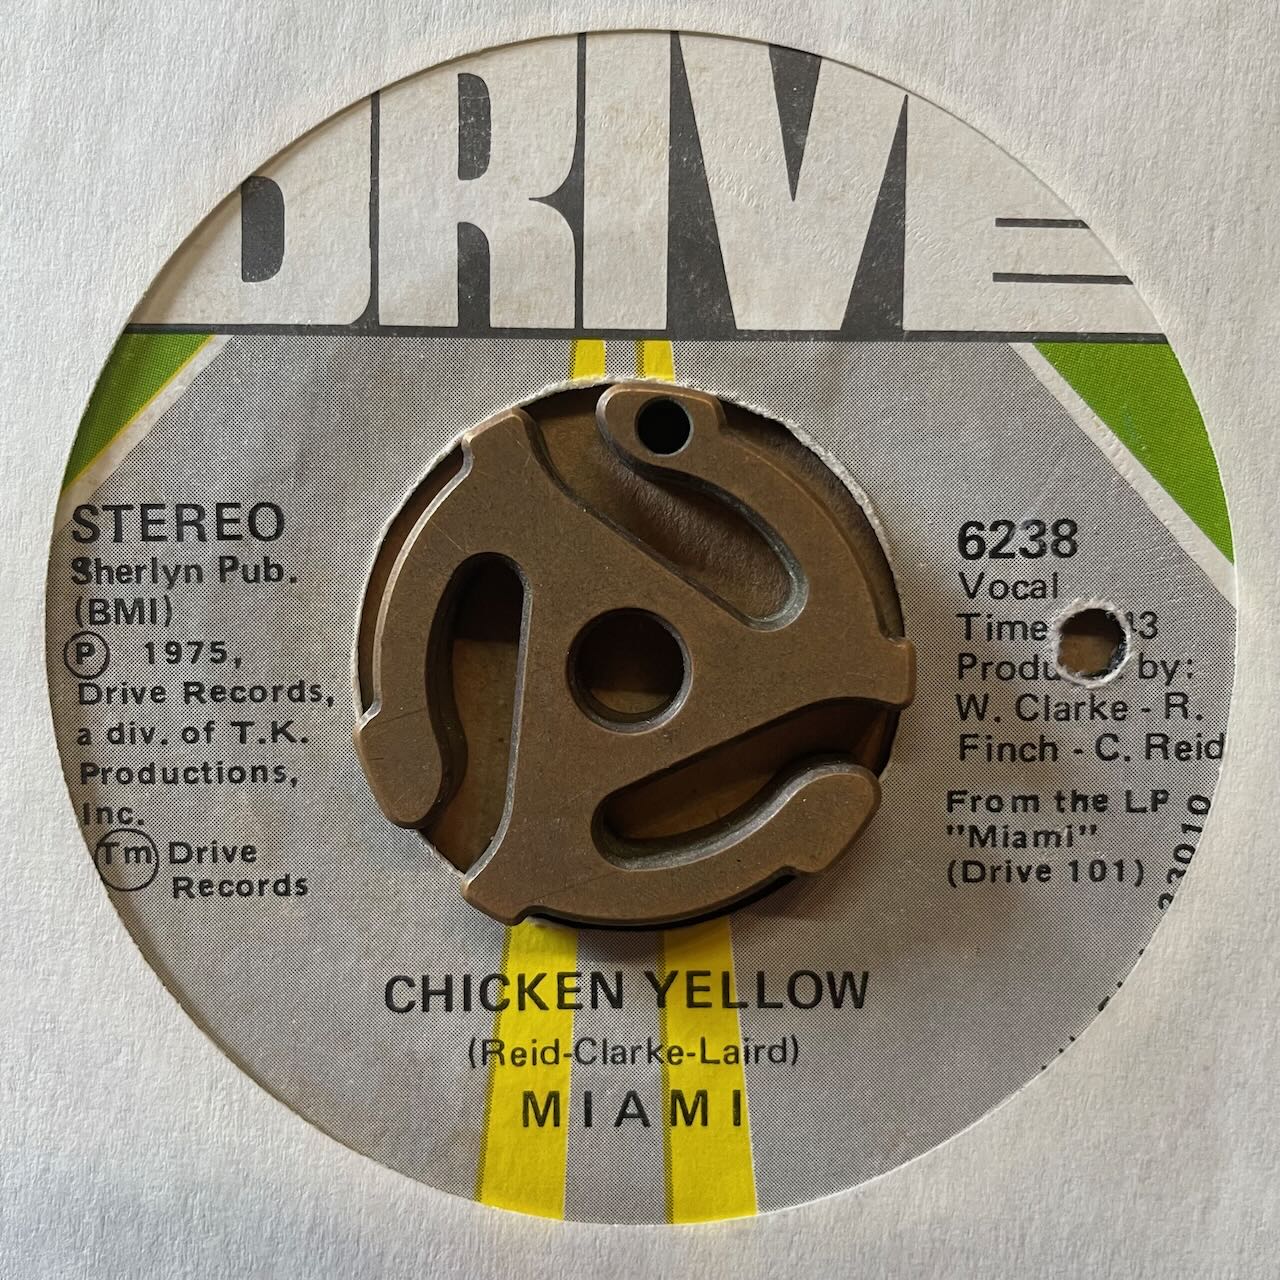 DRIVE
STEREO
Sherlyn Pub.
(BMI)
P 1975,
Drive Records,
a div. of T.K.
Productions,
Inc.
Tm Drive
Records
6238
Vocal
Time
by:
W. Clarke - R.
Finch - C. Reid
From the LP
"Miami"
(Drive 101)
CHICKEN YELLOW
(Reid-Clarke-Laird)
MIAMI